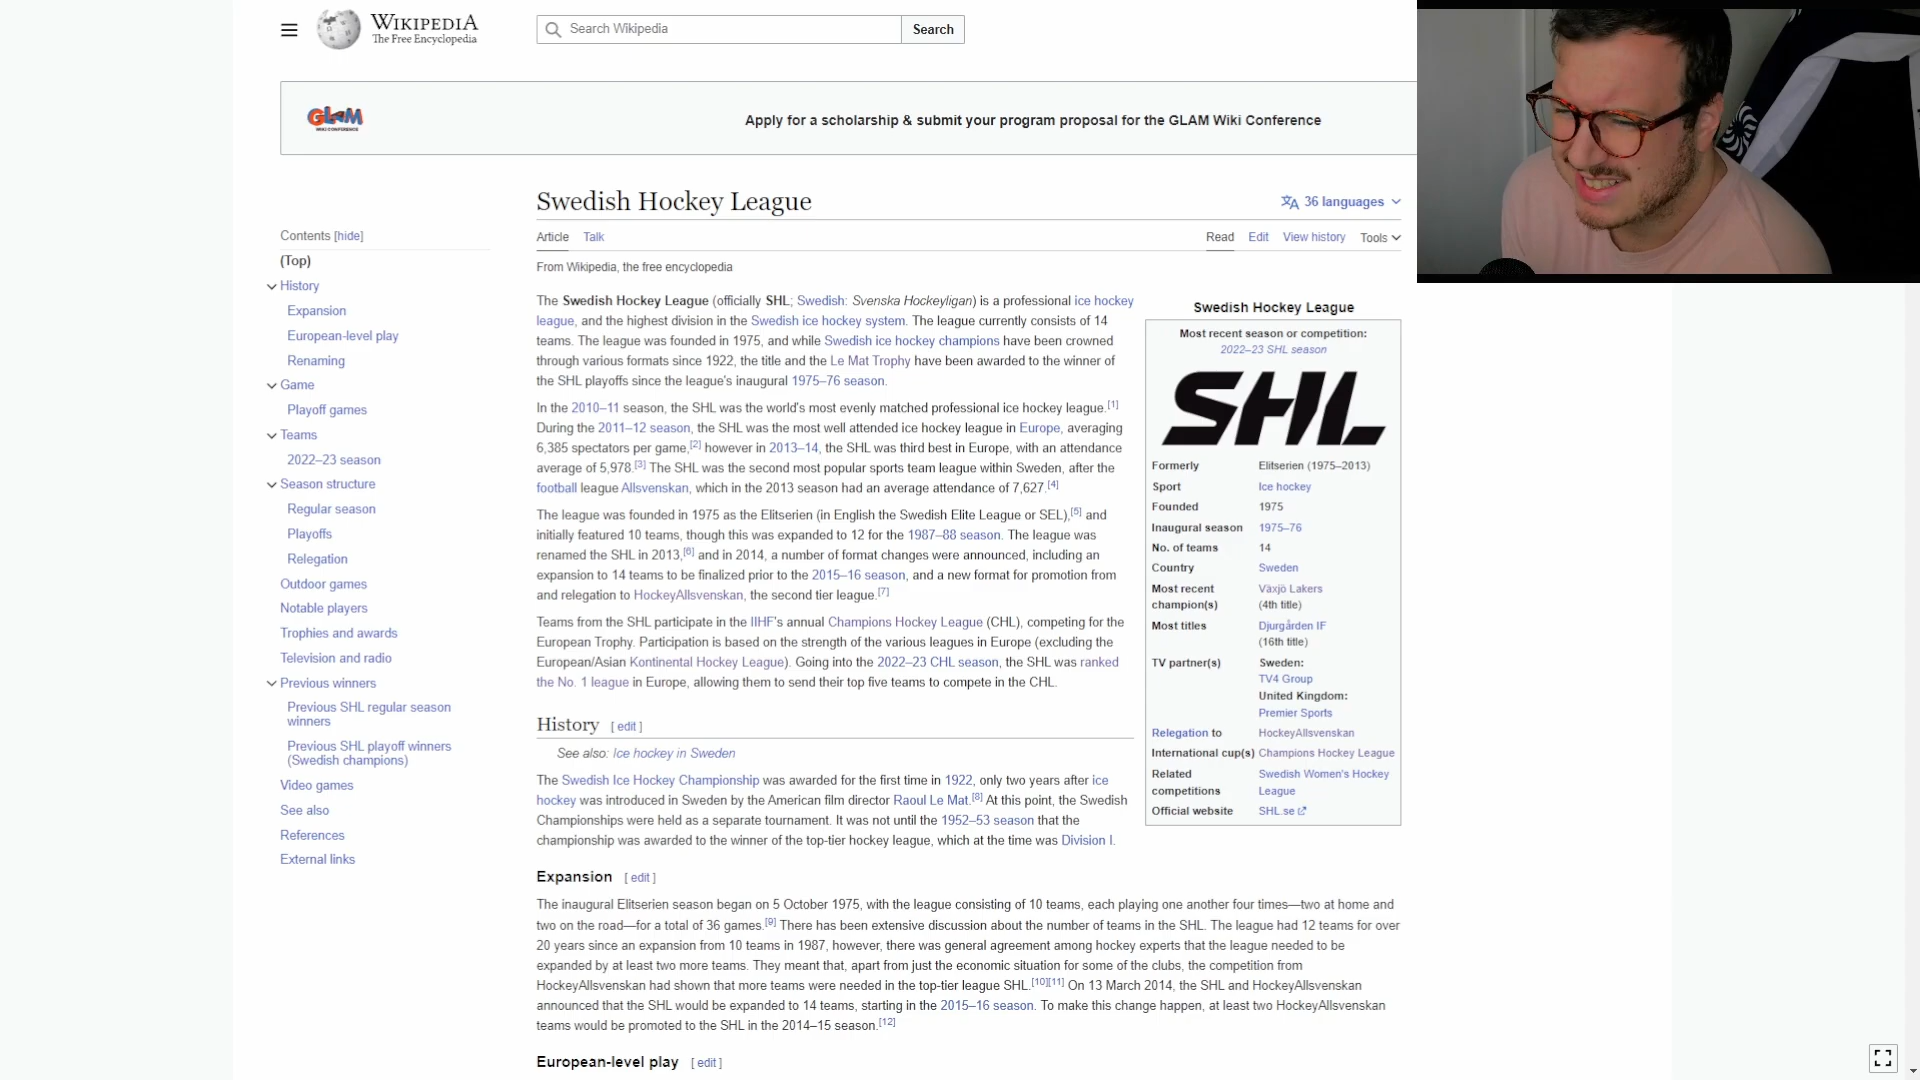 WIKIPEDIA
The Free Encyclopedia
Search Wikipedia
Search
GLAM
WIKI CONFERENCE
Apply for a scholarship & submit your program proposal for the GLAM Wiki Conference
Contents [hide]
(Top)
History
Expansion
European-level play
Renaming
Game
Playoff games
Teams
2022–23 season
Season structure
Regular season
Playoffs
Relegation
Outdoor games
Notable players
Trophies and awards
Television and radio
Previous winners
Previous SHL regular season
winners
Previous SHL playoff winners
(Swedish champions)
Video games
See also
References
External links
Swedish Hockey League
36 languages
Article Talk
Read Edit View history Tools
From Wikipedia, the free encyclopedia
The Swedish Hockey League (officially SHL; Swedish: Svenska Hockeyligan) is a professional ice hockey
league, and the highest division in the Swedish ice hockey system. The league currently consists of 14
teams. The league was founded in 1975, and while Swedish ice hockey champions have been crowned
through various formats since 1922, the title and the Le Mat Trophy have been awarded to the winner of
the SHL playoffs since the league's inaugural 1975–76 season.
In the 2010–11 season, the SHL was the world's most evenly matched professional ice hockey league.[1]
During the 2011–12 season, the SHL was the most well attended ice hockey league in Europe, averaging
6,385 spectators per game,[2] however in 2013–14, the SHL was third best in Europe, with an attendance
average of 5,978.[3] The SHL was the second most popular sports team league within Sweden, after the
football league Allsvenskan, which in the 2013 season had an average attendance of 7,627.[4]
The league was founded in 1975 as the Elitserien (in English the Swedish Elite League or SEL),[5] and
initially featured 10 teams, though this was expanded to 12 for the 1987–88 season. The league was
renamed the SHL in 2013,[6] and in 2014, a number of format changes were announced, including an
expansion to 14 teams to be finalized prior to the 2015–16 season, and a new format for promotion from
and relegation to HockeyAllsvenskan, the second tier league.[7]
Teams from the SHL participate in the IIHF's annual Champions Hockey League (CHL), competing for the
European Trophy. Participation is based on the strength of the various leagues in Europe (excluding the
European/Asian Kontinental Hockey League). Going into the 2022–23 CHL season, the SHL was ranked
the No. 1 league in Europe, allowing them to send their top five teams to compete in the CHL.
Swedish Hockey League
Most recent season or competition:
2022–23 SHL season
SHL
Formerly Elitserien (1975–2013)
Sport Ice hockey
Founded 1975
Inaugural season 1975–76
No. of teams 14
Country Sweden
Most recent Växjö Lakers
champion(s) (4th title)
Most titles Djurgården IF
(16th title)
TV partner(s) Sweden:
TV4 Group
United Kingdom:
Premier Sports
Relegation to HockeyAllsvenskan
International cup(s) Champions Hockey League
Related Swedish Women's Hockey
competitions League
Official website SHL.se
History [ edit ]
See also: Ice hockey in Sweden
The Swedish Ice Hockey Championship was awarded for the first time in 1922, only two years after ice
hockey was introduced in Sweden by the American film director Raoul Le Mat.[8] At this point, the Swedish
Championships were held as a separate tournament. It was not until the 1952–53 season that the
championship was awarded to the winner of the top-tier hockey league, which at the time was Division I.
Expansion [ edit ]
The inaugural Elitserien season began on 5 October 1975, with the league consisting of 10 teams, each playing one another four times—two at home and
two on the road—for a total of 36 games.[9] There has been extensive discussion about the number of teams in the SHL. The league had 12 teams for over
20 years since an expansion from 10 teams in 1987, however, there was general agreement among hockey experts that the league needed to be
expanded by at least two more teams. They meant that, apart from just the economic situation for some of the clubs, the competition from
HockeyAllsvenskan had shown that more teams were needed in the top-tier league SHL.[10][11] On 13 March 2014, the SHL and HockeyAllsvenskan
announced that the SHL would be expanded to 14 teams, starting in the 2015–16 season. To make this change happen, at least two HockeyAllsvenskan
teams would be promoted to the SHL in the 2014–15 season.[12]
European-level play [ edit ]